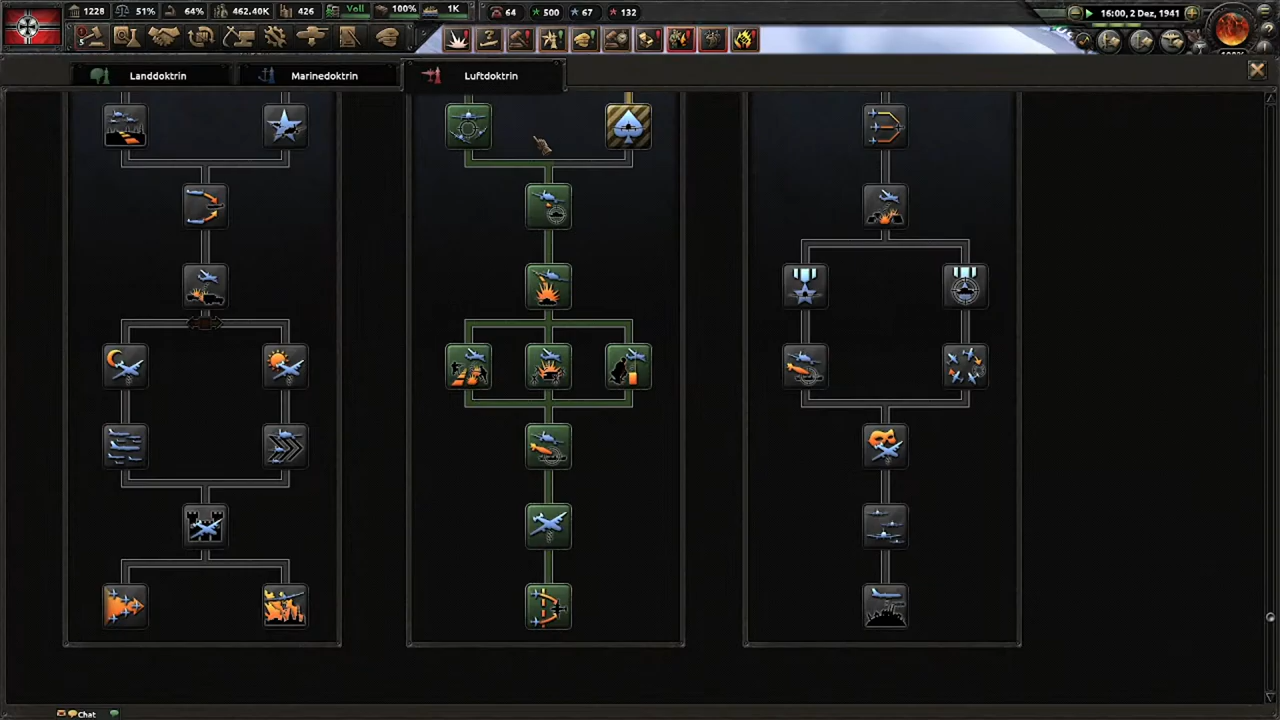 1228 51% 64% 462.40K 426 Voll 100% 1K 64 500 67 132 16:00, 2 Dez, 1941
5
Landdoktrin Marinedoktrin Luftdoktrin
Chat